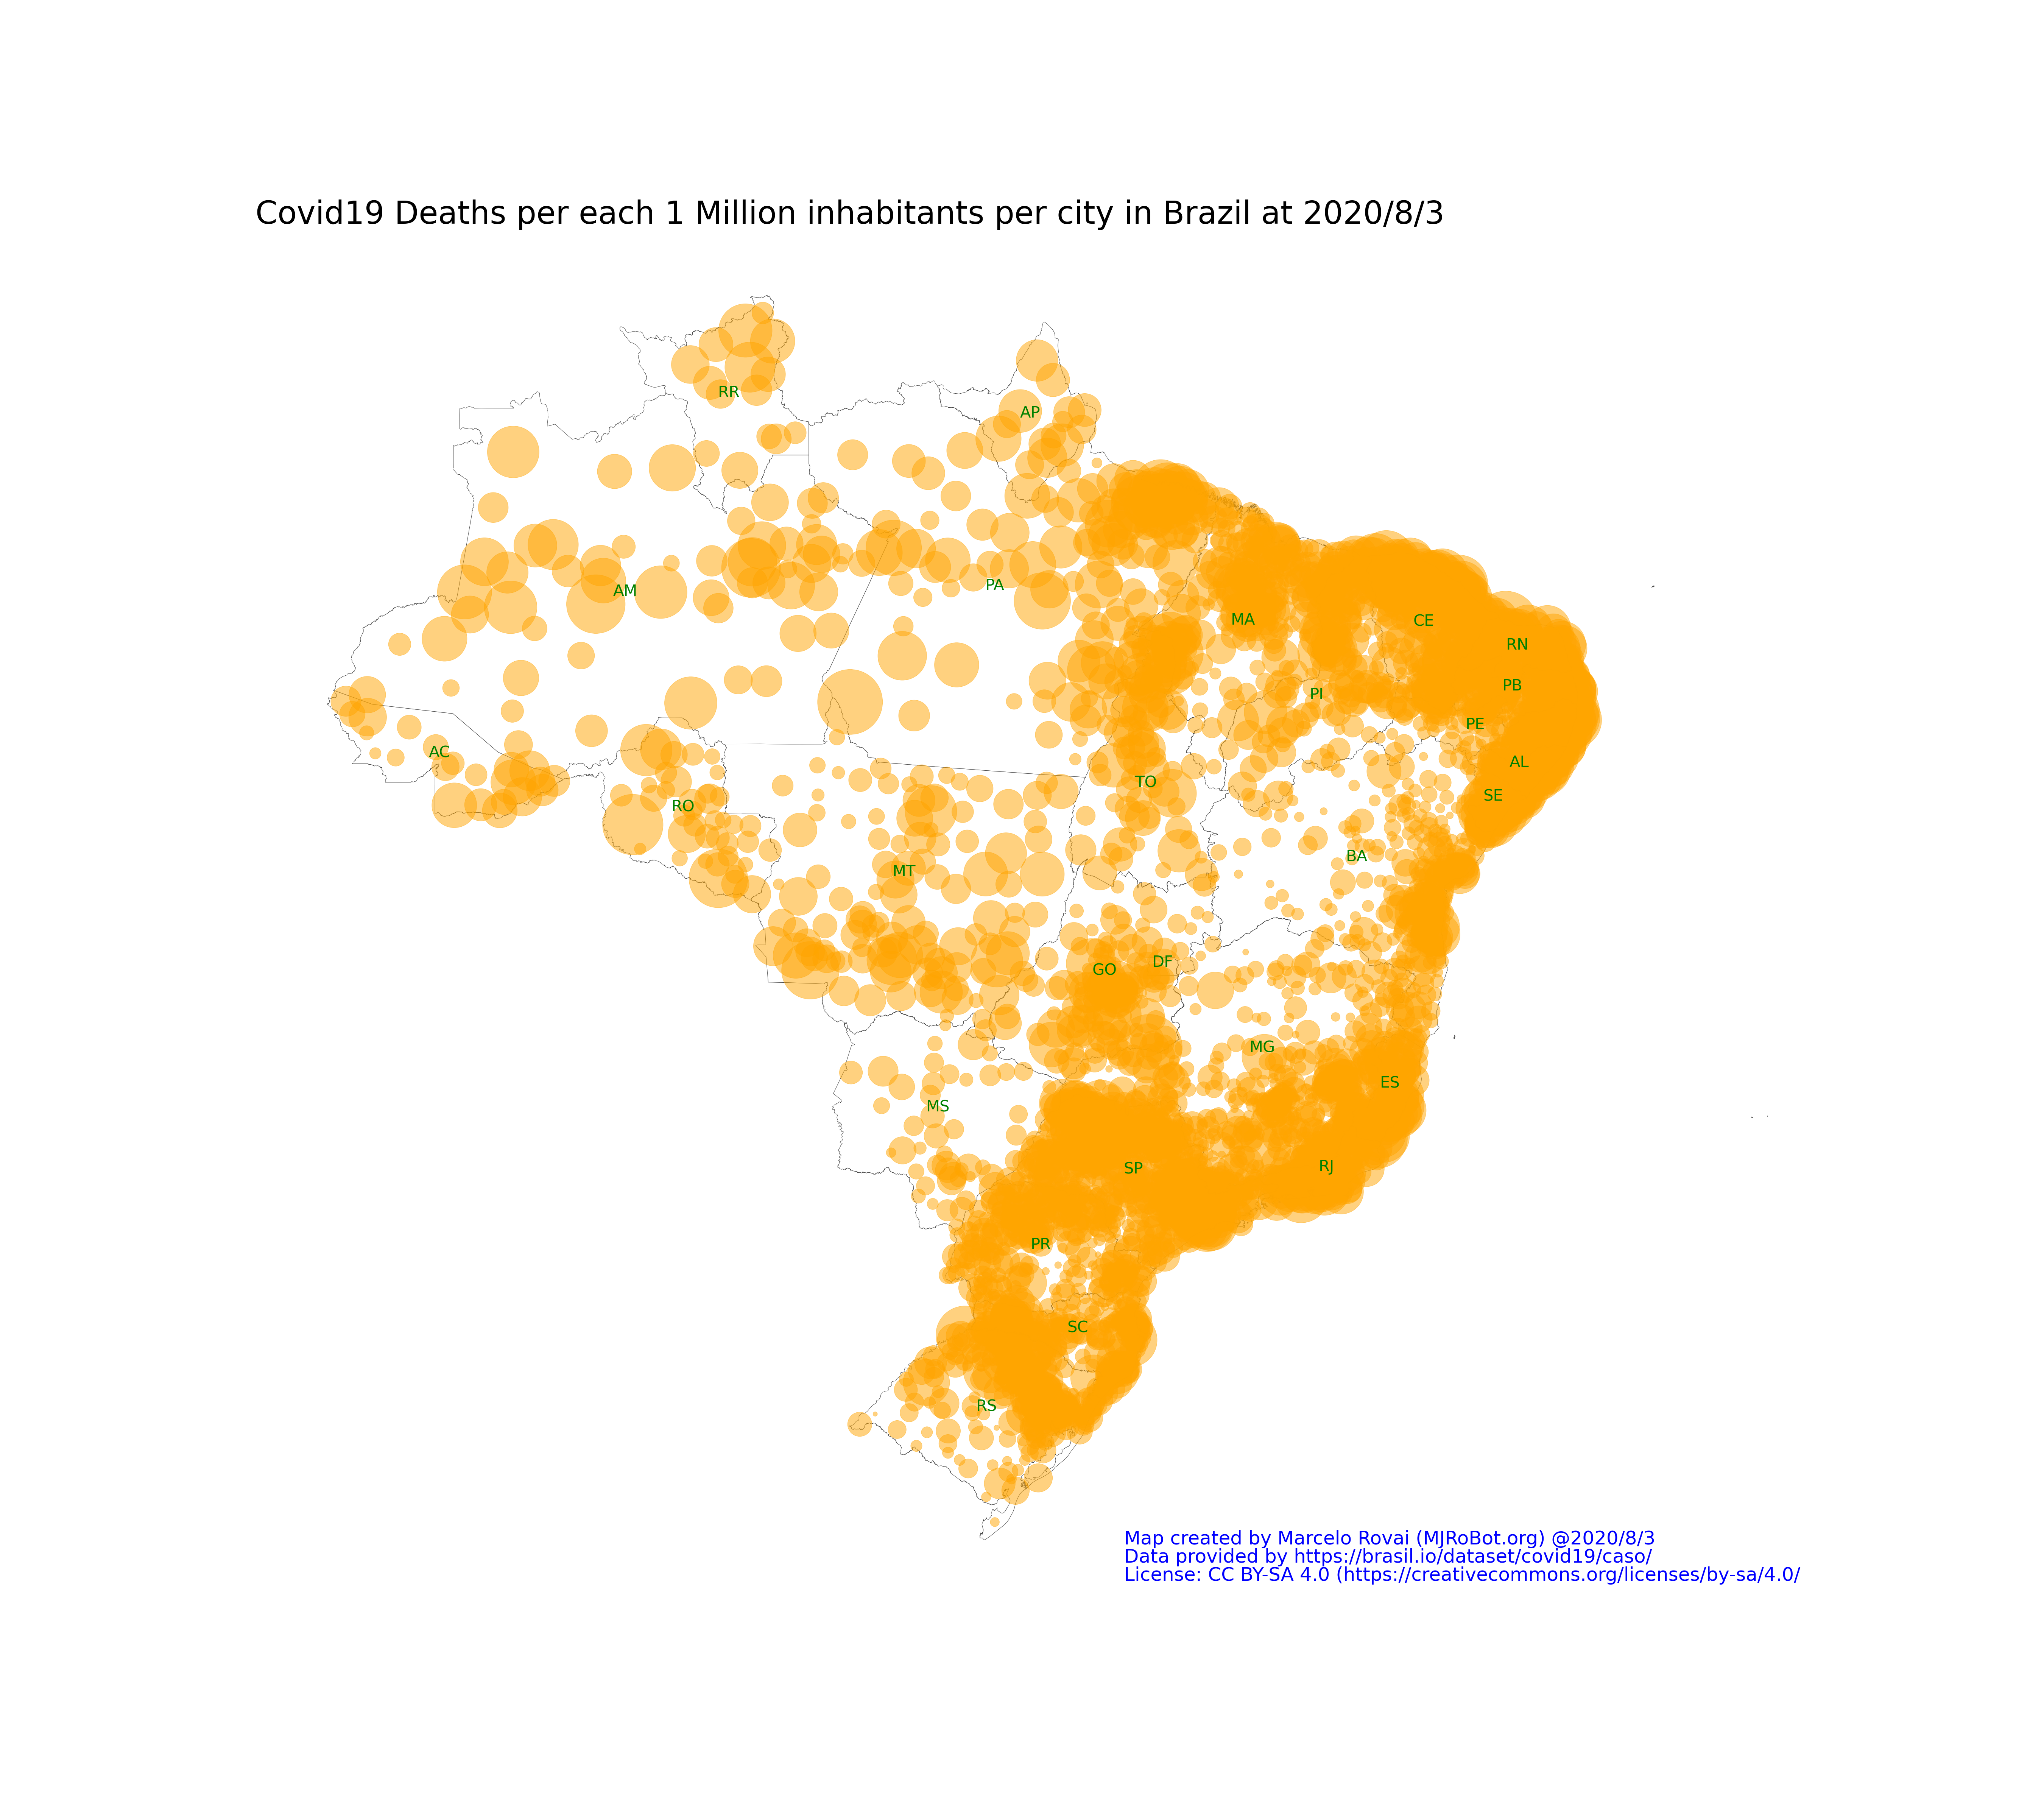 Covid19 Deaths per each 1 Million inhabitants per city in Brazil at 2020/8/3
RR
AP
AM
PA
MA
CE
RN
PB
PI
PE
AC
AL
TO
SE
RO
BA
MT
DF
GO
MG
ES
MS
RJ
SP
PR
SC
RS
Map created by Marcelo Rovai (MJRoBot.org) @2020/8/3
Data provided by https://brasil.io/dataset/covid19/caso/
License: CC BY-SA 4.0 (https://creativecommons.org/licenses/by-sa/4.0/